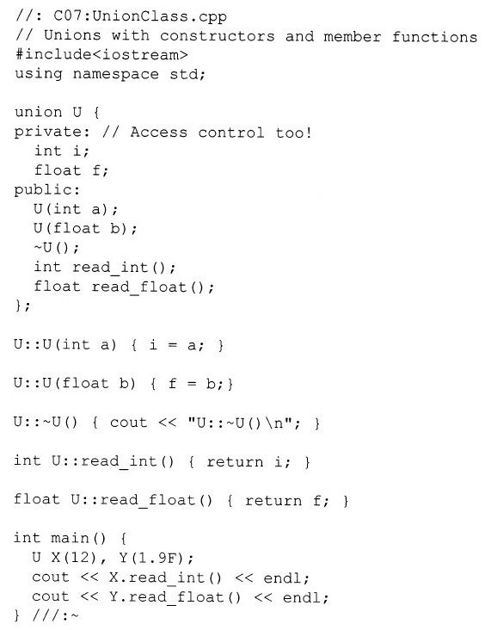 //: C07:UnionClass.cpp
// Unions with constructors and member functions
#include<iostream>
using namespace std;

union U {
private: // Access control too!
  int i;
  float f;
public:
  U(int a);
  U(float b);
  ~U();
  int read_int();
  float read_float();
};

U::U(int a) { i = a; }

U::U(float b) { f = b;}

U::~U() { cout << "U::~U()\n"; }

int U::read_int() { return i; }

float U::read_float() { return f; }

int main() {
  U X(12), Y(1.9F);
  cout << X.read_int() << endl;
  cout << Y.read_float() << endl;
} ///:~